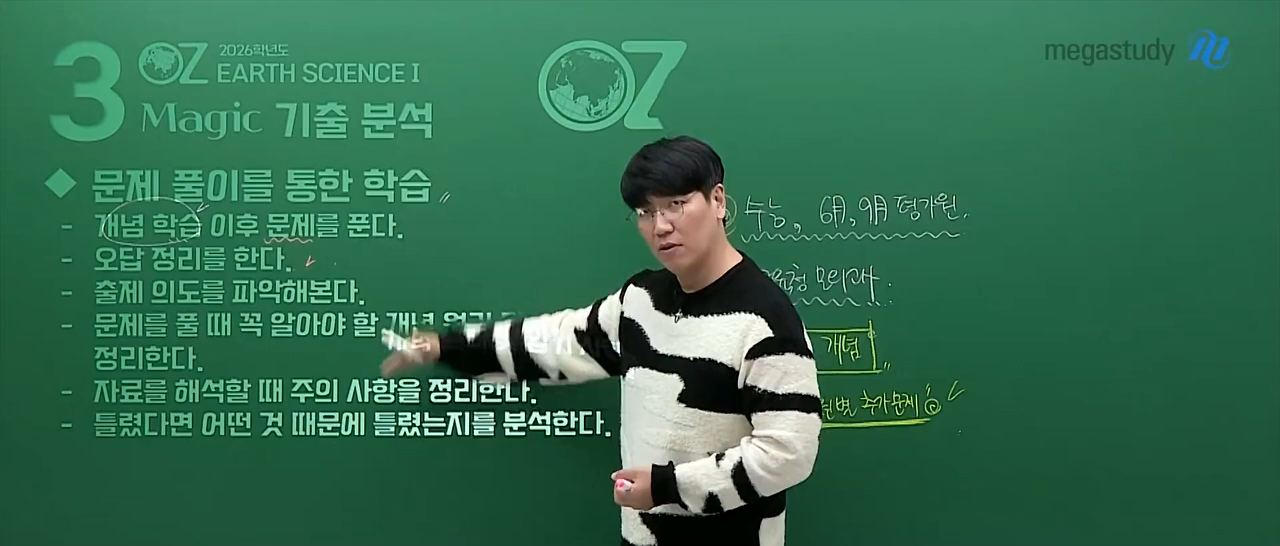 3
OZ 2026학년도
EARTH SCIENCE I
Magic 기출 분석
OZ
megastudy
◆ 문제 풀이를 통한 학습
- 개념 학습 이후 문제를 푼다.
- 오답 정리를 한다.
- 출제 의도를 파악해본다.
- 문제를 풀 때 꼭 알아야 할 개념
정리한다.
- 자료를 해석할 때 주의 사항을 정리한다.
- 틀렸다면 어떤 것 때문에 틀렸는지를 분석한다.
수능, 6月, 9月 평가원.
모의고사.
개념
추가문제